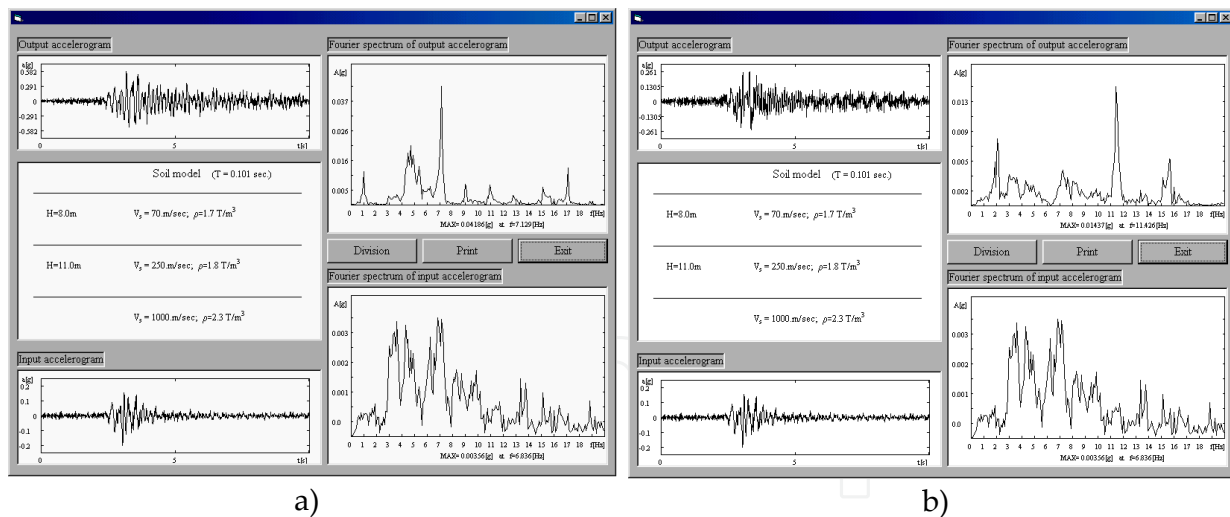 Output accelerogram
a[g]
0.582
0.291
0
-0.291
-0.582
0 5 t[s]
Soil model (T = 0.101 sec.)
H=8.0m Vs = 70.m/sec; ρ=1.7 T/m³
H=11.0m Vs = 250.m/sec; ρ=1.8 T/m³
Vs = 1000.m/sec; ρ=2.3 T/m³
Input accelerogram
a[g]
0.2
0.1
0
-0.1
-0.2
0 5 t[s]
Fourier spectrum of output accelerogram
A[g]
0.037
0.026
0.016
0.005
0 1 2 3 4 5 6 7 8 9 10 11 12 13 14 15 16 17 18 f[Hz]
MAX= 0.04186 [g] at f=7.129 [Hz]
Division Print Exit
Fourier spectrum of input accelerogram
A[g]
0.003
0.002
0.001
0.0
0 1 2 3 4 5 6 7 8 9 10 11 12 13 14 15 16 17 18 f[Hz]
MAX= 0.00356 [g] at f=6.836 [Hz]
a)
Output accelerogram
a[g]
0.261
0.1305
0
-0.1305
-0.261
0 5 t[s]
Soil model (T = 0.101 sec.)
H=8.0m Vs = 70.m/sec; ρ=1.7 T/m³
H=11.0m Vs = 250.m/sec; ρ=1.8 T/m³
Vs = 1000.m/sec; ρ=2.3 T/m³
Input accelerogram
a[g]
0.2
0.1
0
-0.1
-0.2
0 5 t[s]
Fourier spectrum of output accelerogram
A[g]
0.013
0.009
0.006
0.002
0 1 2 3 4 5 6 7 8 9 10 11 12 13 14 15 16 17 18 f[Hz]
MAX= 0.01437 [g] at f=11.426 [Hz]
Division Print Exit
Fourier spectrum of input accelerogram
A[g]
0.003
0.002
0.001
0.0
0 1 2 3 4 5 6 7 8 9 10 11 12 13 14 15 16 17 18 f[Hz]
MAX= 0.00356 [g] at f=6.836 [Hz]
b)